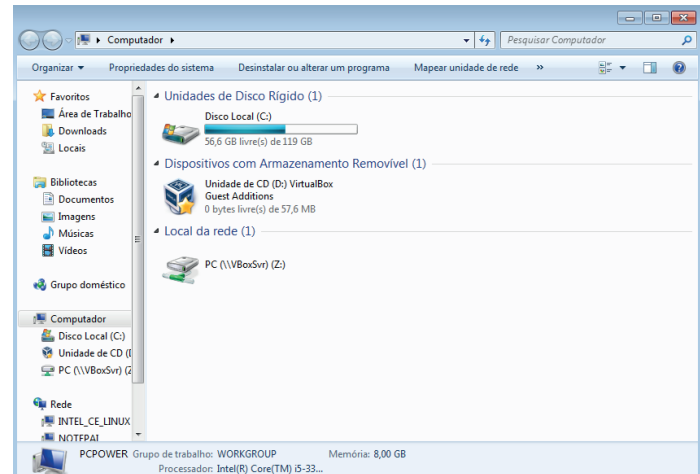 Computador
Pesquisar Computador
Organizar Propriedades do sistema Desinstalar ou alterar um programa Mapear unidade de rede »
Favoritos
Área de Trabalho
Downloads
Locais
Bibliotecas
Documentos
Imagens
Músicas
Vídeos
Grupo doméstico
Computador
Disco Local (C:)
Unidade de CD (D
PC (\\VBoxSvr) (Z
Rede
INTEL_CE_LINUX
NOTEPAI
Unidades de Disco Rígido (1)
Disco Local (C:)
56,6 GB livre(s) de 119 GB
Dispositivos com Armazenamento Removível (1)
Unidade de CD (D:) VirtualBox
Guest Additions
0 bytes livre(s) de 57,6 MB
Local da rede (1)
PC (\\VBoxSvr) (Z:)
PCPOWER Grupo de trabalho: WORKGROUP Memória: 8,00 GB
Processador: Intel(R) Core(TM) i5-33...